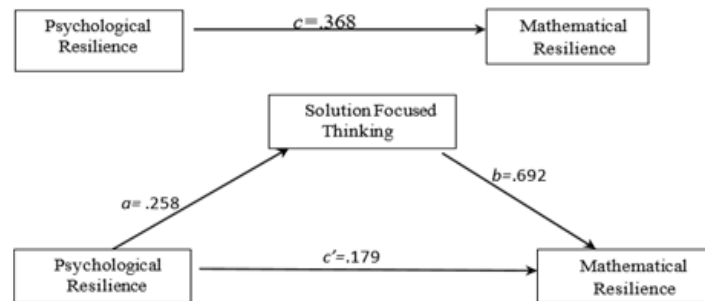 Psychological
Resilience
c=.368
Mathematical
Resilience
Solution Focused
Thinking
a= .258
b=.692
Psychological
Resilience
c'=.179
Mathematical
Resilience